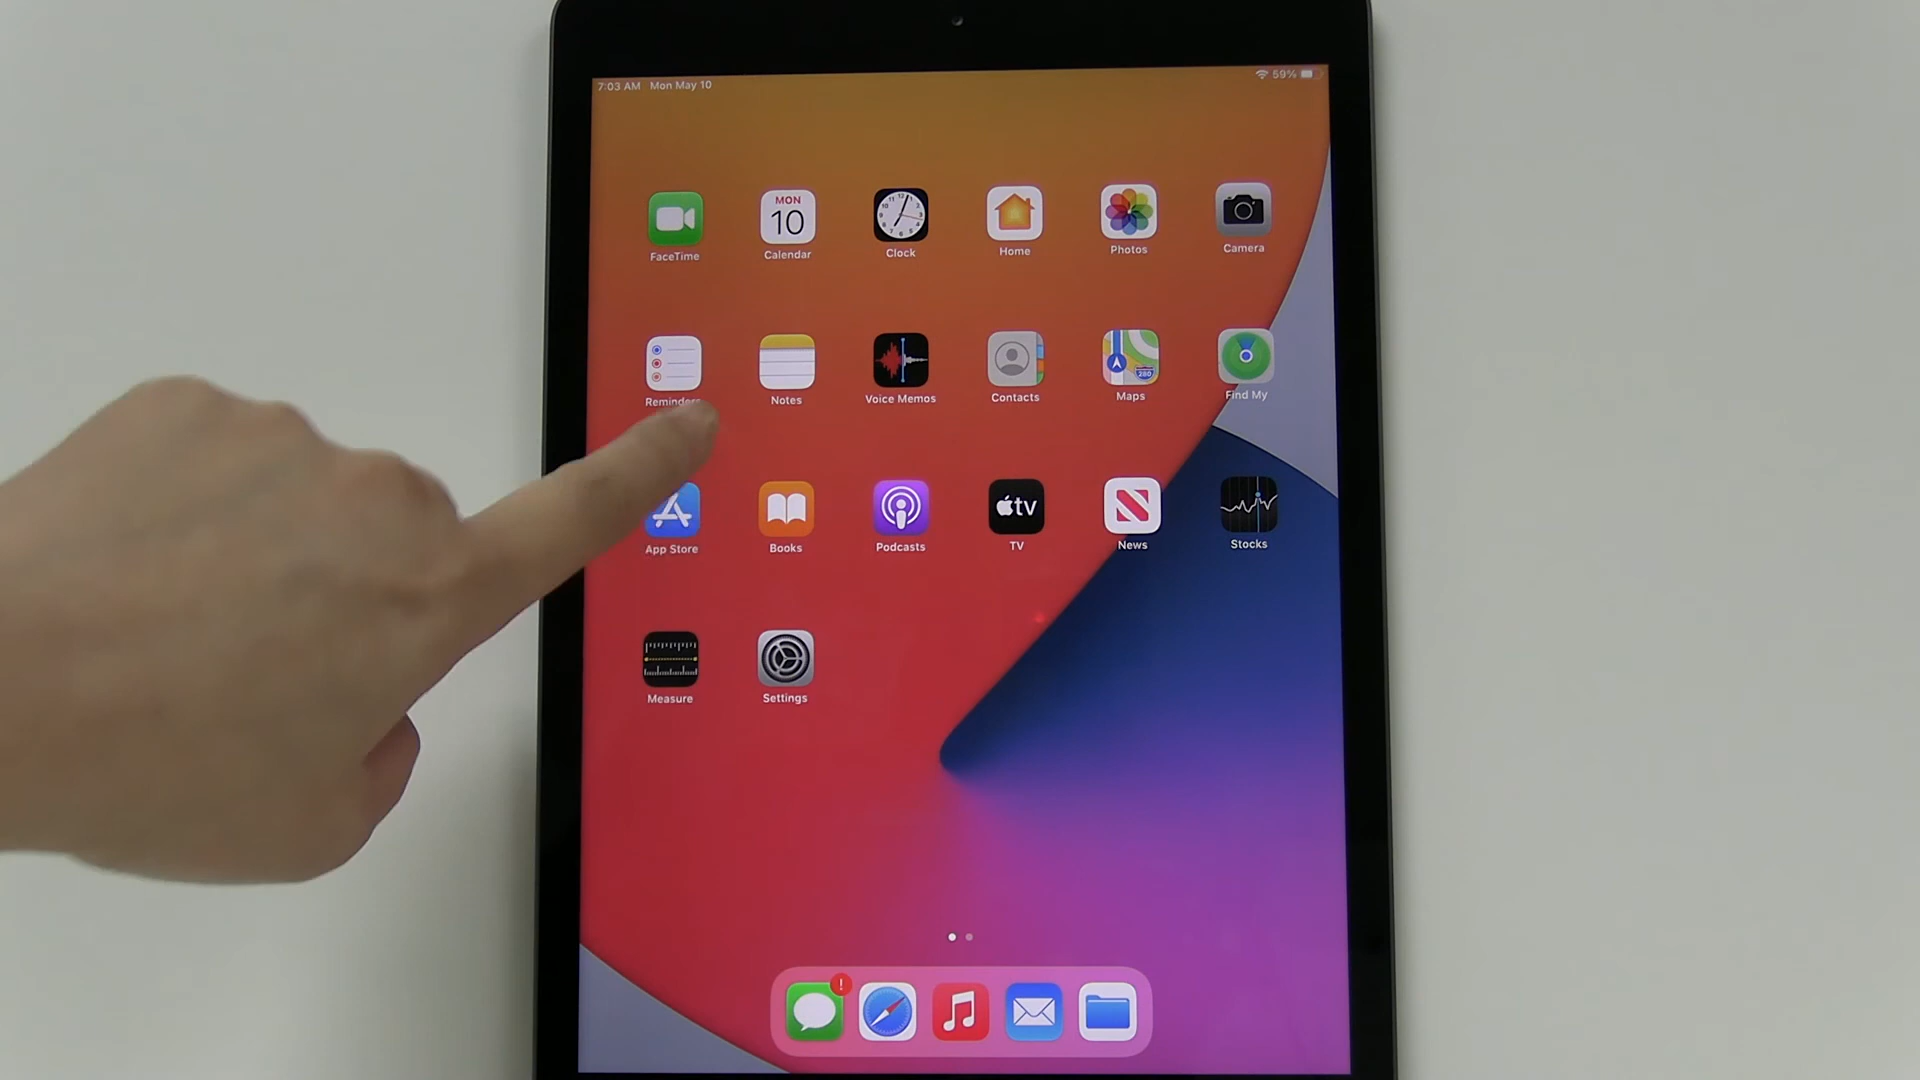 7:03 AM Mon May 10 59%
MON
10
FaceTime Calendar Clock Home Photos Camera
280
Reminders Notes Voice Memos Contacts Maps Find My
tv
App Store Books Podcasts TV News Stocks
Measure Settings
!